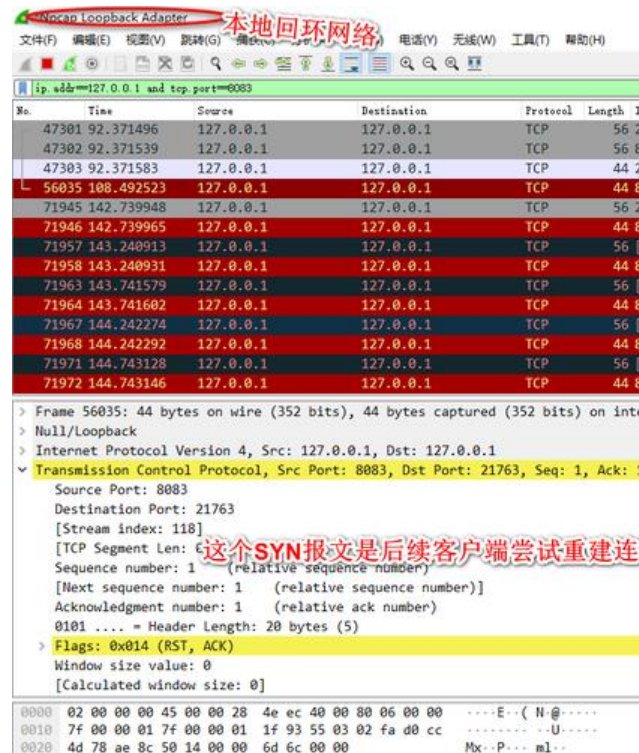 Npcap Loopback Adapter
本地回环网络
文件(F) 编辑(E) 视图(V) 跳转(G) 电话(Y) 无线(W) 工具(T) 帮助(H)
ip.addr==127.0.0.1 and tcp.port==8083
No. Time Source Destination Protocol Length
47301 92.371496 127.0.0.1 127.0.0.1 TCP 56 2
47302 92.371539 127.0.0.1 127.0.0.1 TCP 56 8
47303 92.371583 127.0.0.1 127.0.0.1 TCP 44 2
56035 108.492523 127.0.0.1 127.0.0.1 TCP 44 8
71945 142.739948 127.0.0.1 127.0.0.1 TCP 56 2
71946 142.739965 127.0.0.1 127.0.0.1 TCP 44 8
71957 143.240913 127.0.0.1 127.0.0.1 TCP 56 [
71958 143.240931 127.0.0.1 127.0.0.1 TCP 44 8
71963 143.741579 127.0.0.1 127.0.0.1 TCP 56 [
71964 143.741602 127.0.0.1 127.0.0.1 TCP 44 8
71967 144.242274 127.0.0.1 127.0.0.1 TCP 56 [
71968 144.242292 127.0.0.1 127.0.0.1 TCP 44 8
71971 144.743128 127.0.0.1 127.0.0.1 TCP 56 [
71972 144.743146 127.0.0.1 127.0.0.1 TCP 44 8
> Frame 56035: 44 bytes on wire (352 bits), 44 bytes captured (352 bits) on inte
> Null/Loopback
> Internet Protocol Version 4, Src: 127.0.0.1, Dst: 127.0.0.1
Transmission Control Protocol, Src Port: 8083, Dst Port: 21763, Seq: 1, Ack:
Source Port: 8083
Destination Port: 21763
[Stream index: 118]
[TCP Segment Len:
这个SYN报文是后续客户端尝试重建连
Sequence number: 1 (relative sequence number)
[Next sequence number: 1 (relative sequence number)]
Acknowledgment number: 1 (relative ack number)
0101 .... = Header Length: 20 bytes (5)
> Flags: 0x014 (RST, ACK)
Window size value: 0
[Calculated window size: 0]
0000 02 00 00 00 45 00 00 28 4e ec 40 00 80 06 00 00 ····E··( N·@·····
0010 7f 00 00 01 7f 00 00 01 1f 93 55 03 02 fa d0 cc ········ ··U·····
0020 4d 78 ae 8c 50 14 00 00 6d 6c 00 00 Mx··P··· ml··